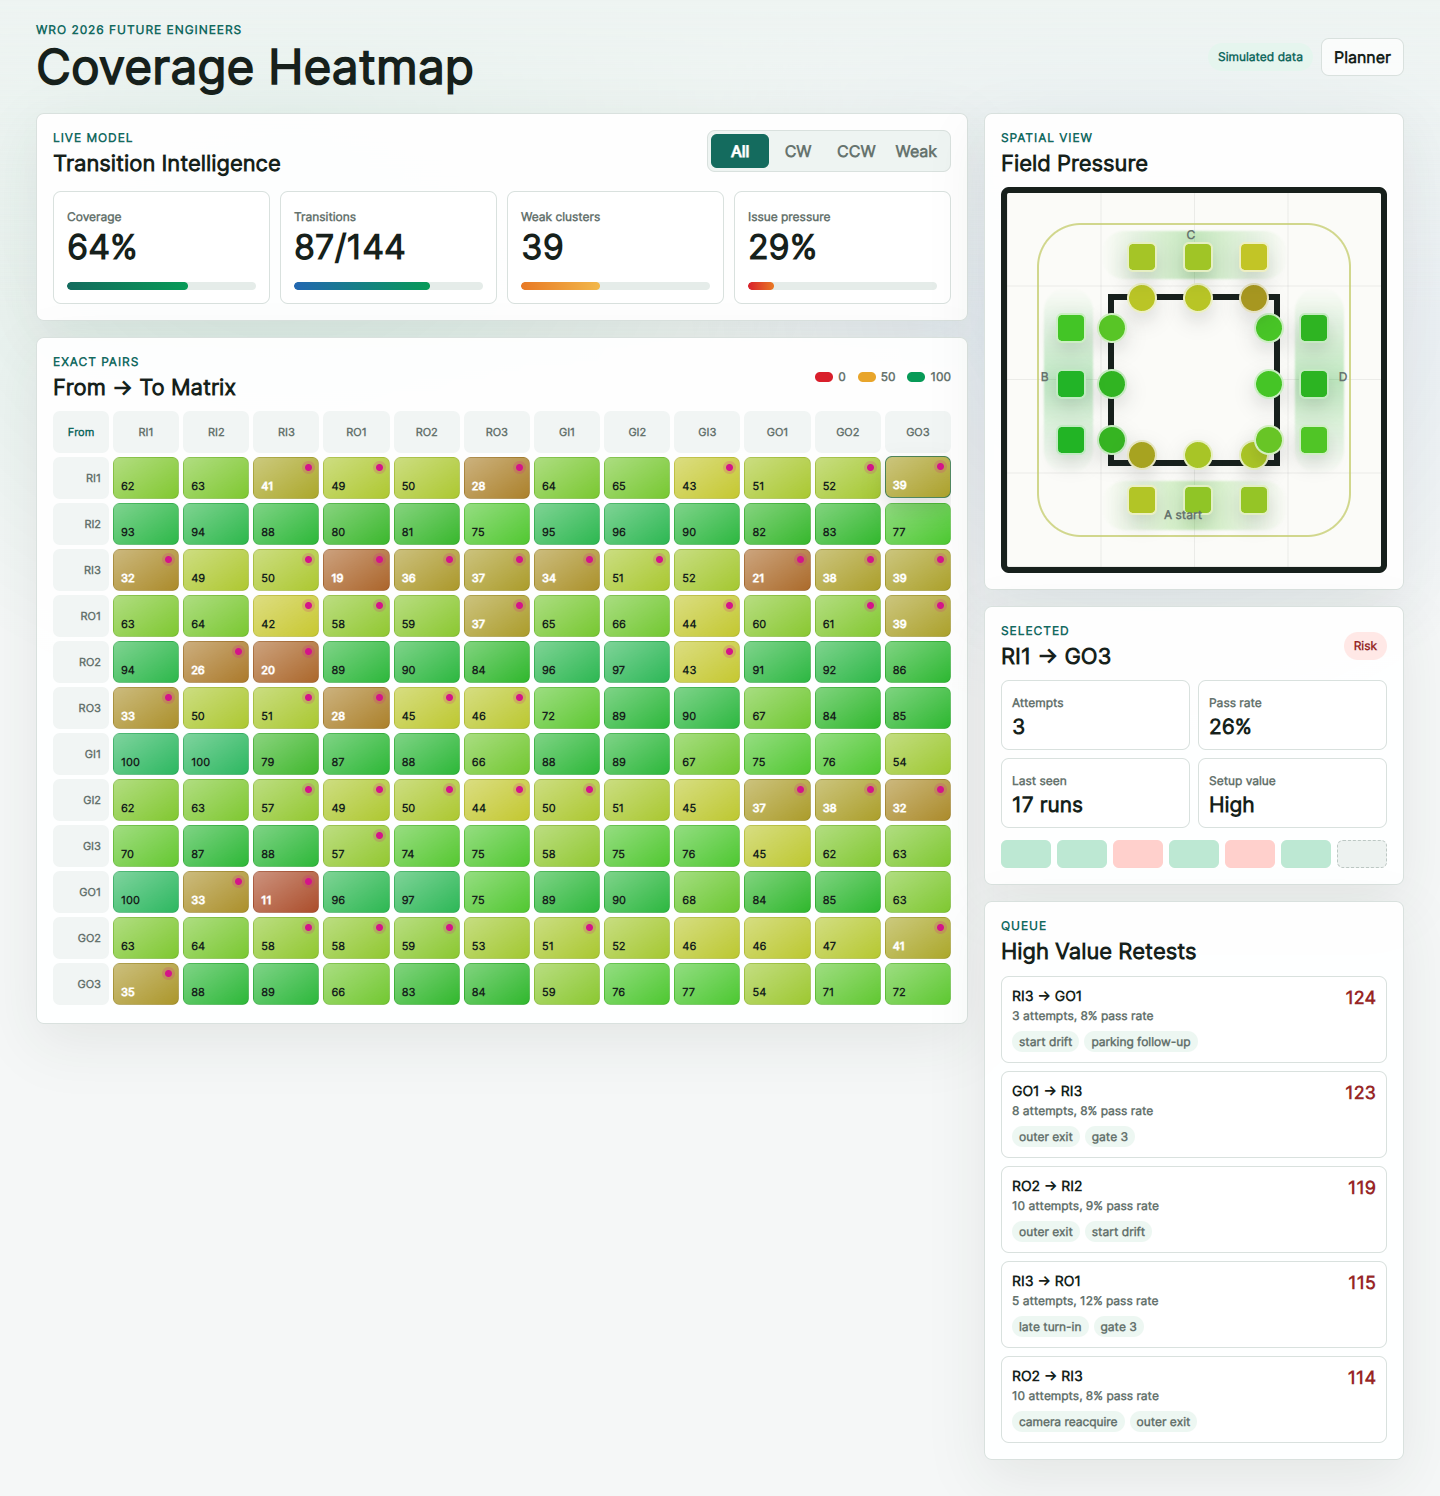 WRO 2026 FUTURE ENGINEERS
Coverage Heatmap
Simulated data
Planner
LIVE MODEL
Transition Intelligence
All CW CCW Weak
Coverage Transitions Weak clusters Issue pressure
64% 87/144 39 29%
EXACT PAIRS
From → To Matrix
0 50 100
From RI1 RI2 RI3 RO1 RO2 RO3 GI1 GI2 GI3 GO1 GO2 GO3
RI1 62 63 41 49 50 28 64 65 43 51 52 39
RI2 93 94 88 80 81 75 95 96 90 82 83 77
RI3 32 49 50 19 36 37 34 51 52 21 38 39
RO1 63 64 42 58 59 37 65 66 44 60 61 39
RO2 94 26 20 89 90 84 96 97 43 91 92 86
RO3 33 50 51 28 45 46 72 89 90 67 84 85
GI1 100 100 79 87 88 66 88 89 67 75 76 54
GI2 62 63 57 49 50 44 50 51 45 37 38 32
GI3 70 87 88 57 74 75 58 75 76 45 62 63
GO1 100 33 11 96 97 75 89 90 68 84 85 63
GO2 63 64 58 58 59 53 51 52 46 46 47 41
GO3 35 88 89 66 83 84 59 76 77 54 71 72
SPATIAL VIEW
Field Pressure
C
B D
A start
SELECTED
RI1 → GO3
Risk
Attempts Pass rate
3 26%
Last seen Setup value
17 runs High
QUEUE
High Value Retests
RI3 → GO1 124
3 attempts, 8% pass rate
start drift parking follow-up
GO1 → RI3 123
8 attempts, 8% pass rate
outer exit gate 3
RO2 → RI2 119
10 attempts, 9% pass rate
outer exit start drift
RI3 → RO1 115
5 attempts, 12% pass rate
late turn-in gate 3
RO2 → RI3 114
10 attempts, 8% pass rate
camera reacquire outer exit